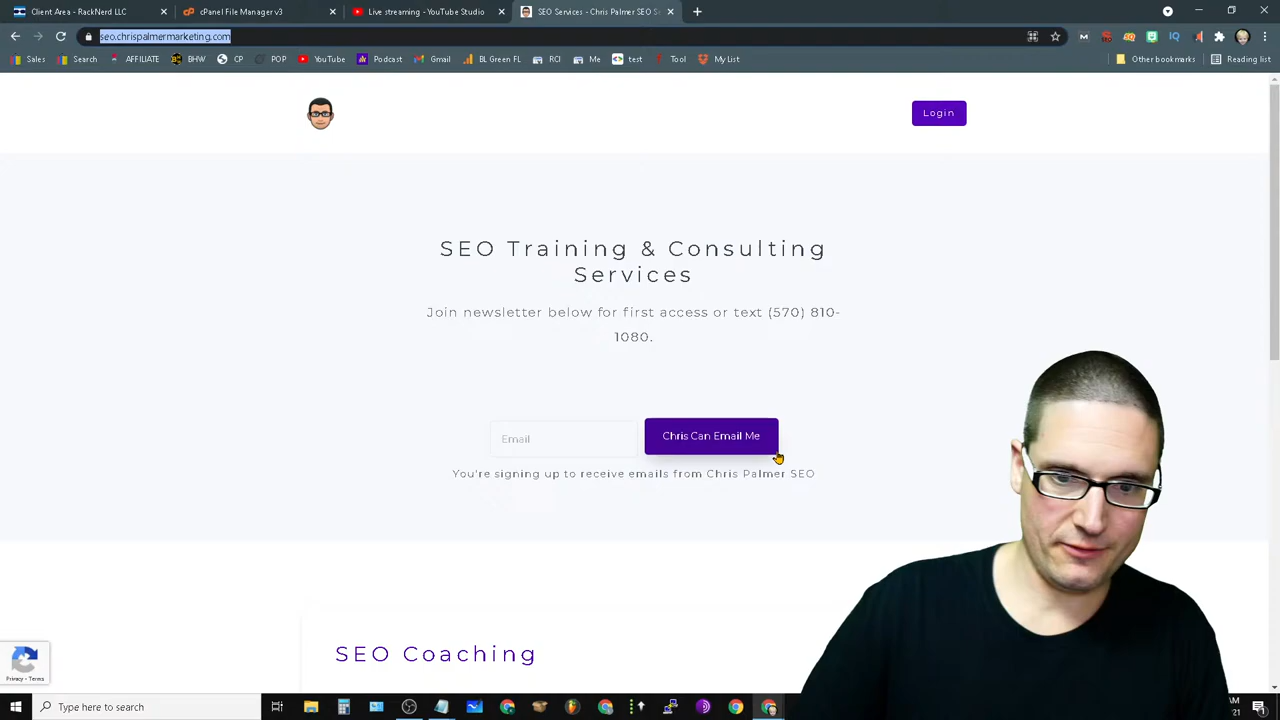 Client Area - RackNerd LLC
cPanel File Manager v3
Live streaming - YouTube Studio
SEO Services - Chris Palmer SEO S
seo.chrispalmermarketing.com
Sales
Search
AFFILIATE
BHW
CP
POP
YouTube
Podcast
Gmail
BL Green FL
RCI
Me
test
Tool
My List
Other bookmarks
Reading list
Login
SEO Training & Consulting
Services
Join newsletter below for first access or text (570) 810-
1080.
Email
Chris Can Email Me
You're signing up to receive emails from Chris Palmer SEO
SEO Coaching
Privacy - Terms
Type here to search
AM
21